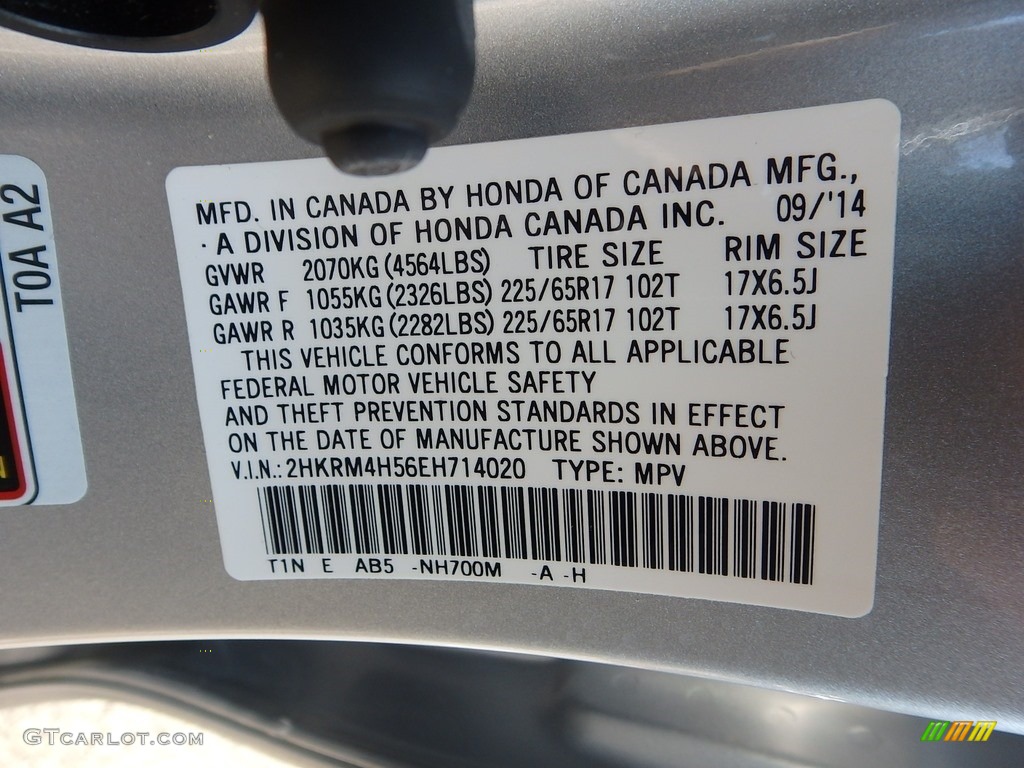 T0A A2
MFD. IN CANADA BY HONDA OF CANADA MFG.,
· A DIVISION OF HONDA CANADA INC. 09/'14
GVWR 2070KG (4564LBS) TIRE SIZE RIM SIZE
GAWR F 1055KG (2326LBS) 225/65R17 102T 17X6.5J
GAWR R 1035KG (2282LBS) 225/65R17 102T 17X6.5J
THIS VEHICLE CONFORMS TO ALL APPLICABLE
FEDERAL MOTOR VEHICLE SAFETY
AND THEFT PREVENTION STANDARDS IN EFFECT
ON THE DATE OF MANUFACTURE SHOWN ABOVE.
V.I.N.: 2HKRM4H56EH714020 TYPE: MPV
T1N E AB5 -NH700M -A -H
GTCARLOT.COM